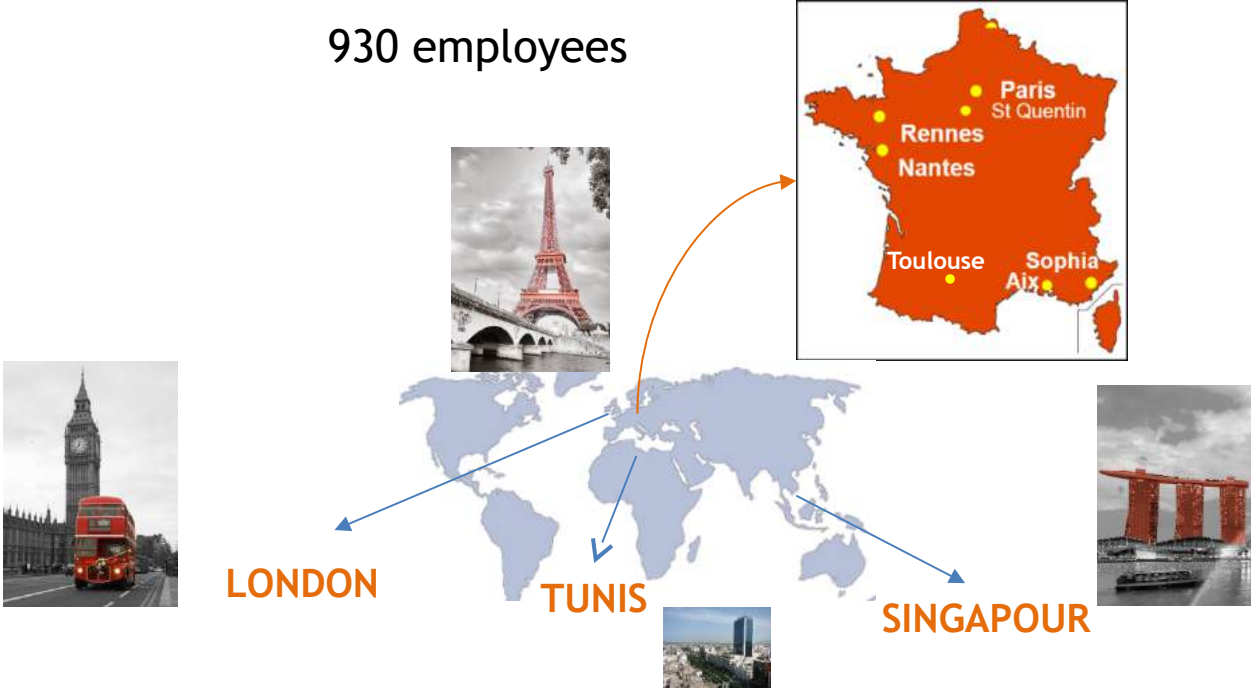 930 employees
Paris
St Quentin
Rennes
Nantes
Toulouse
Sophia
Aix
LONDON
TUNIS
SINGAPOUR